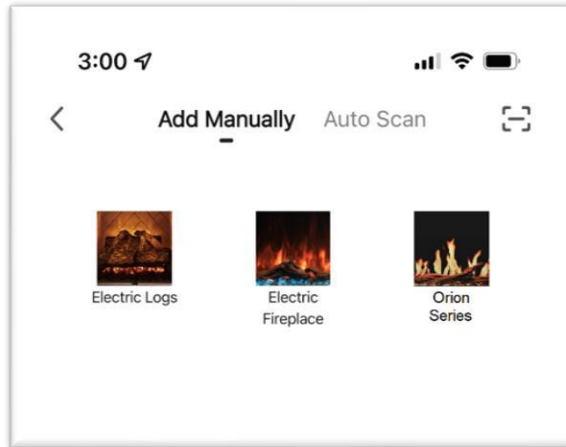 3:00
Add Manually Auto Scan
Electric Logs
Electric
Fireplace
Orion
Series